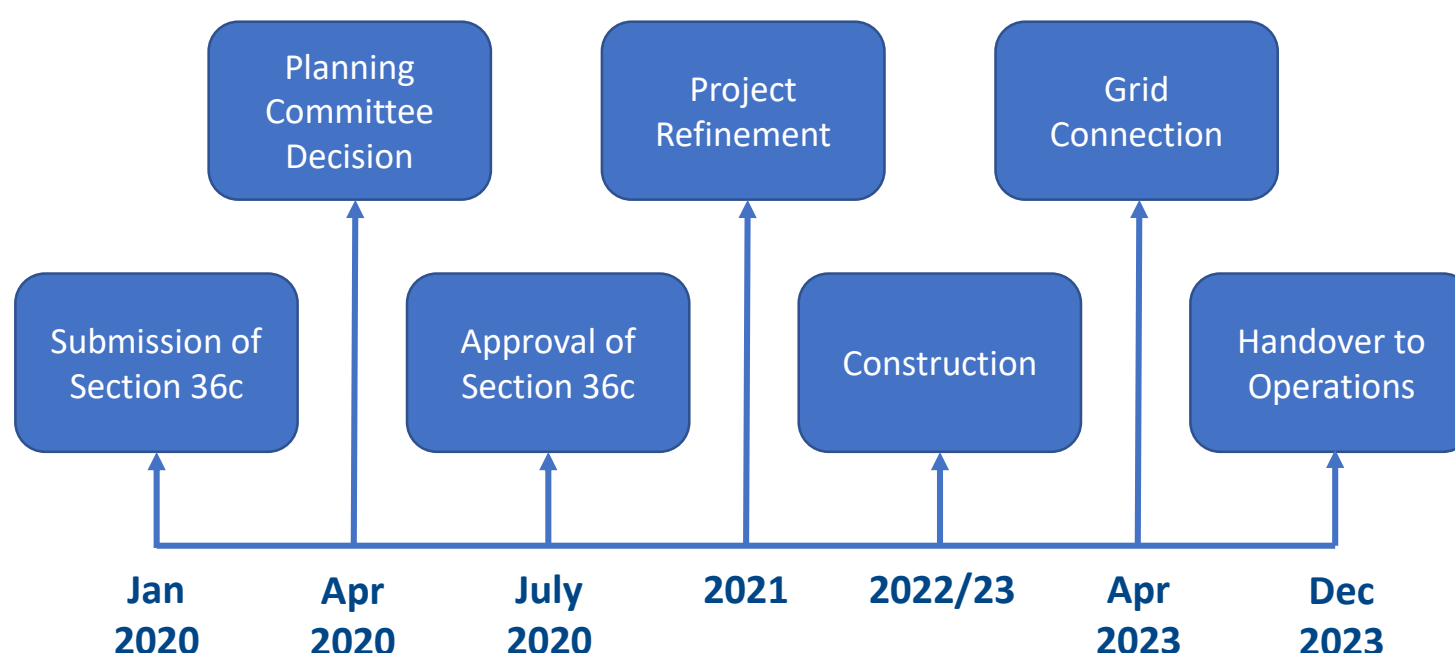 Planning
Committee
Decision
Project
Refinement
Grid
Connection
Submission of
Section 36c
Approval of
Section 36c
Construction
Handover to
Operations
Jan
2020
Apr
2020
July
2020
2021
2022/23
Apr
2023
Dec
2023